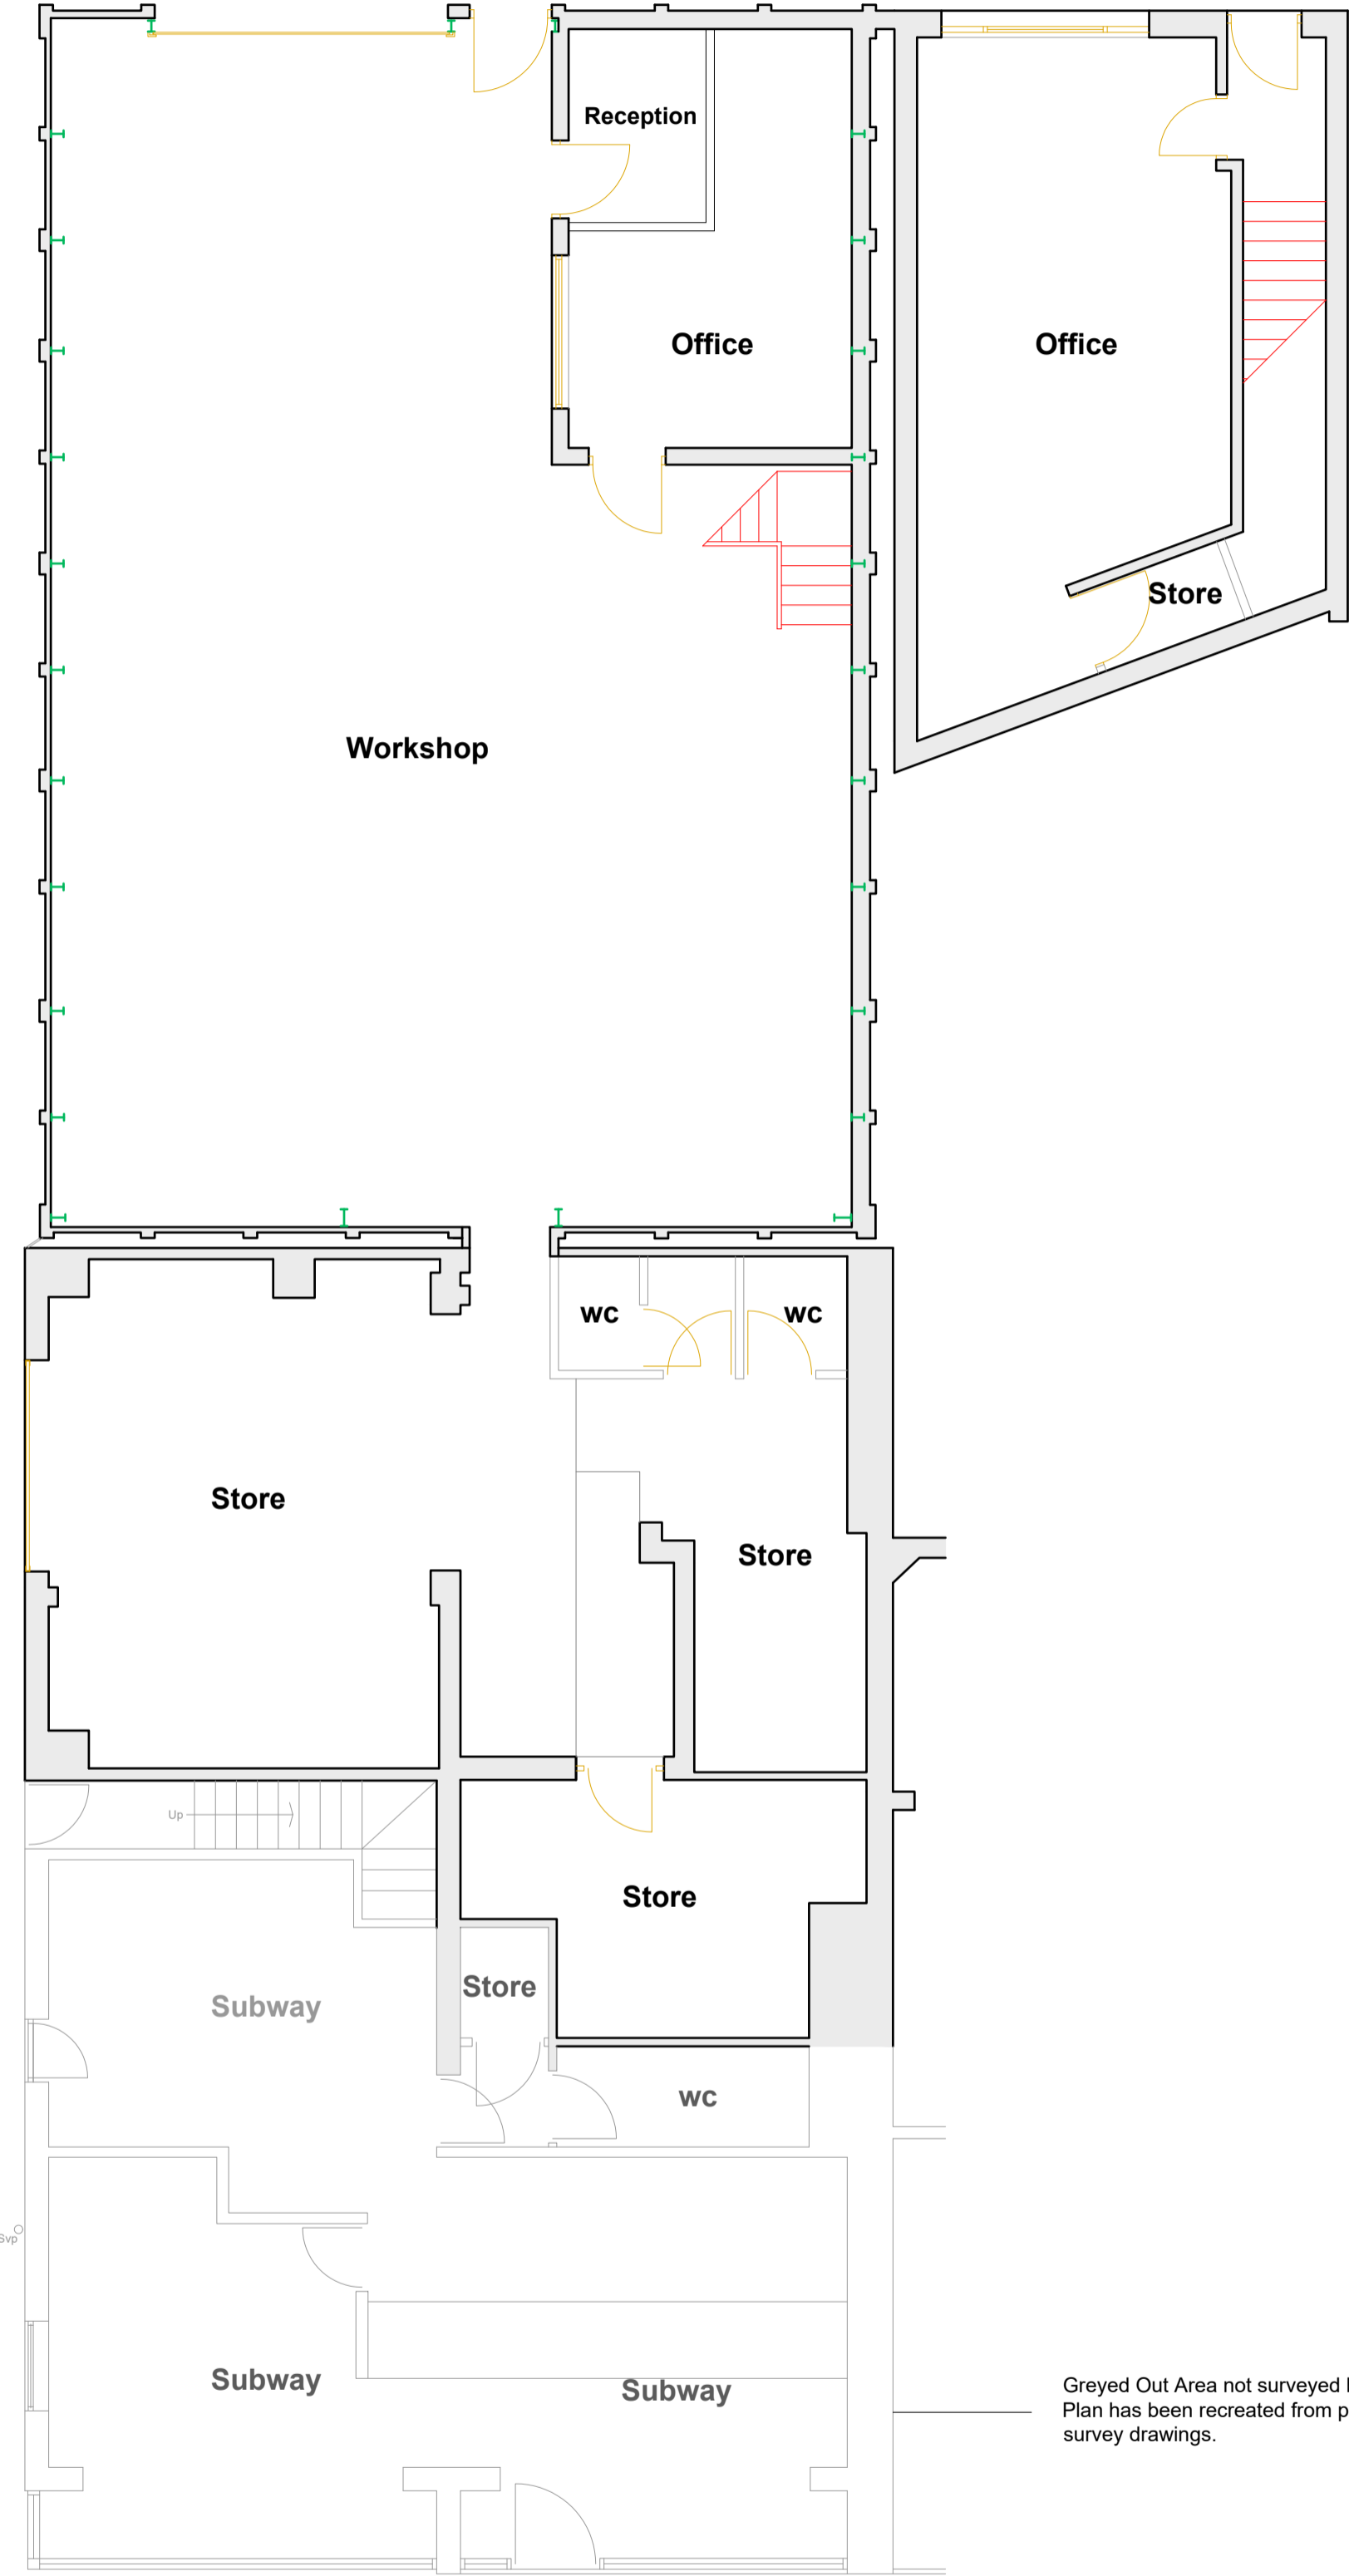 Reception
Office
Office
Store
Workshop
wc
wc
Store
Store
Up
Store
Store
Subway
wc
Svp
Subway
Subway
Greyed Out Area not surveyed
Plan has been recreated from
survey drawings.